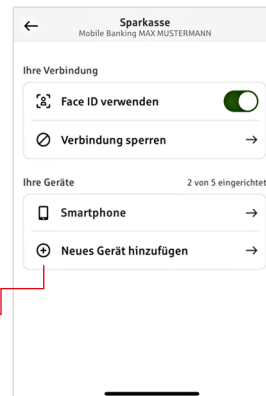 Sparkasse
Mobile Banking MAX MUSTERMANN
Ihre Verbindung
Face ID verwenden
Verbindung sperren
Ihre Geräte 2 von 5 eingerichtet
Smartphone
Neues Gerät hinzufügen